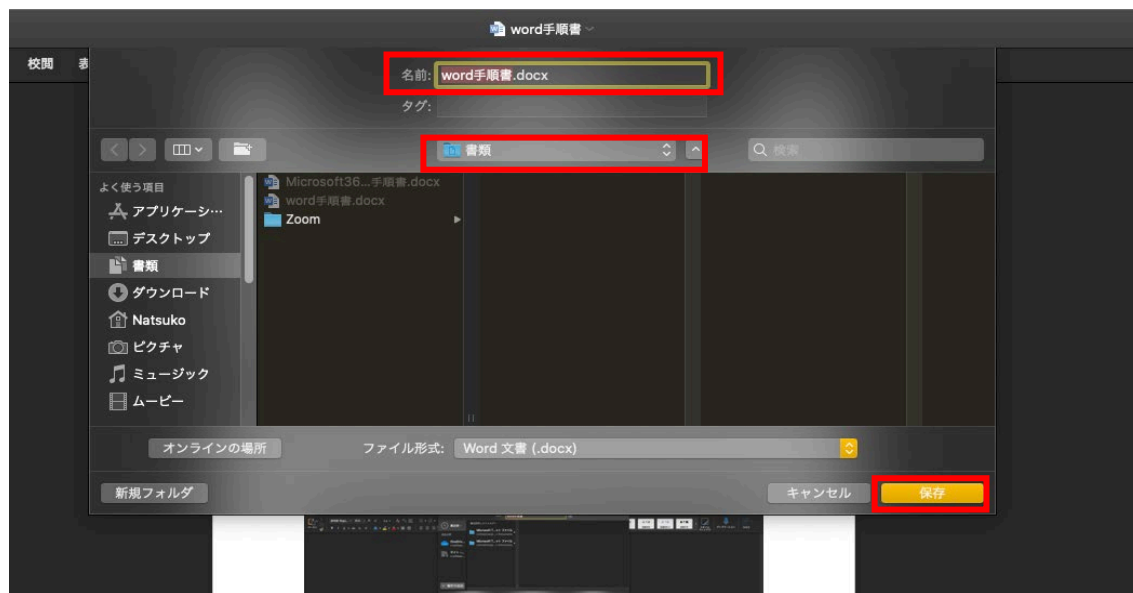 word手順書
校閲 表
名前: word手順書.docx
タグ:
書類
検索
よく使う項目
アプリケーシ…
デスクトップ
書類
ダウンロード
Natsuko
ピクチャ
ミュージック
ムービー
Microsoft36...手順書.docx
word手順書.docx
Zoom
オンラインの場所
ファイル形式: Word 文書 (.docx)
新規フォルダ
キャンセル
保存